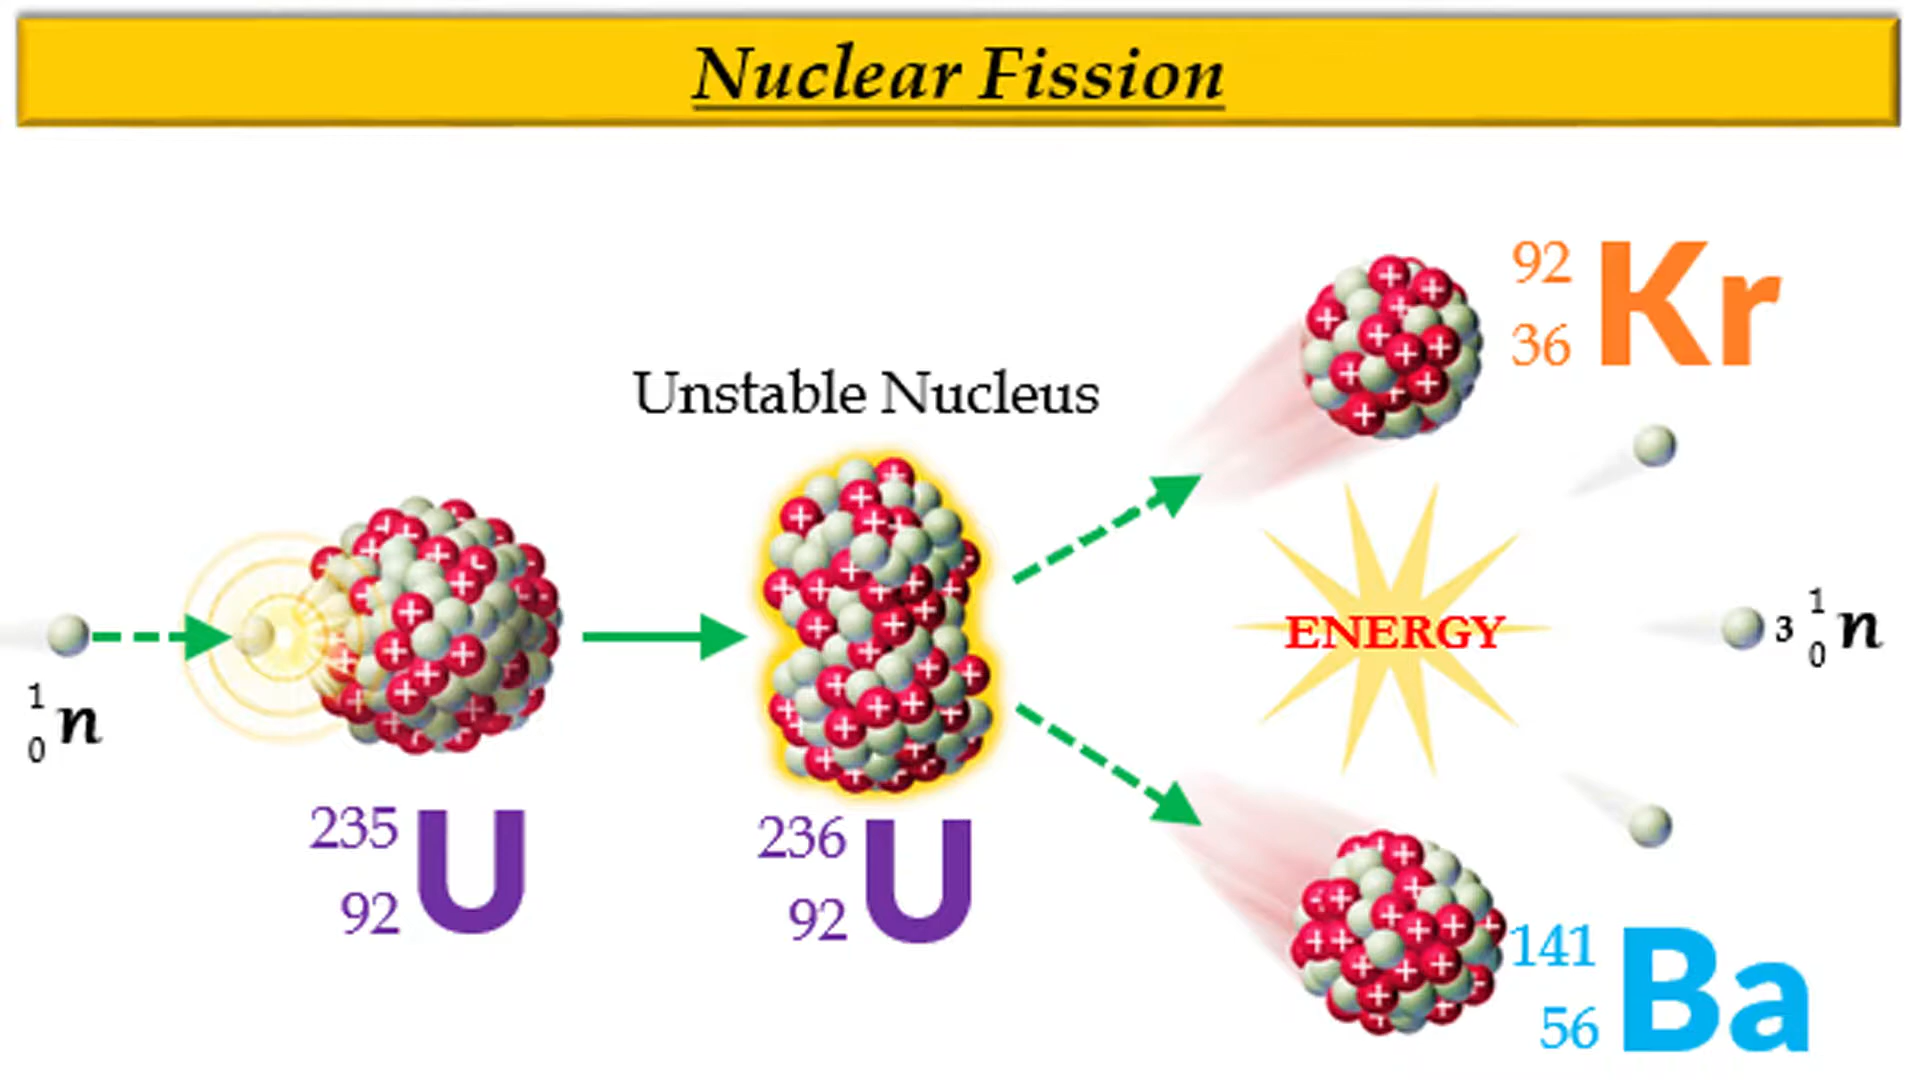 Nuclear Fission
92
36
Kr
Unstable Nucleus
ENERGY
3
1
0
n
1
0
n
235
92
U
236
92
U
141
56
Ba